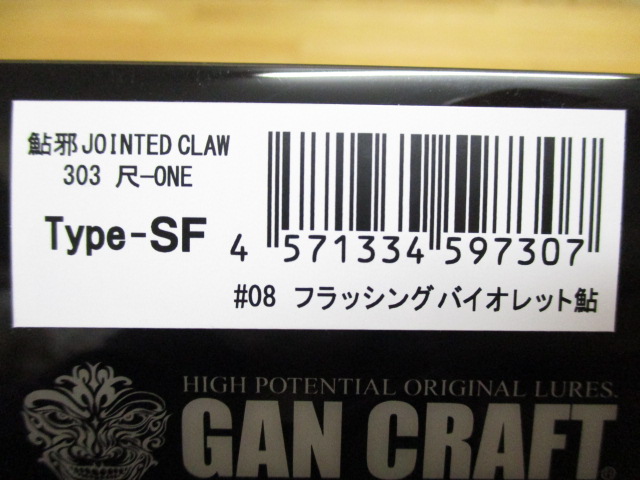 鮎邪JOINTED CLAW
303 尺-ONE
Type-SF
4 571334 597307
#08 フラッシングバイオレット鮎
HIGH POTENTIAL ORIGINAL LURES.
GAN CRAFT®